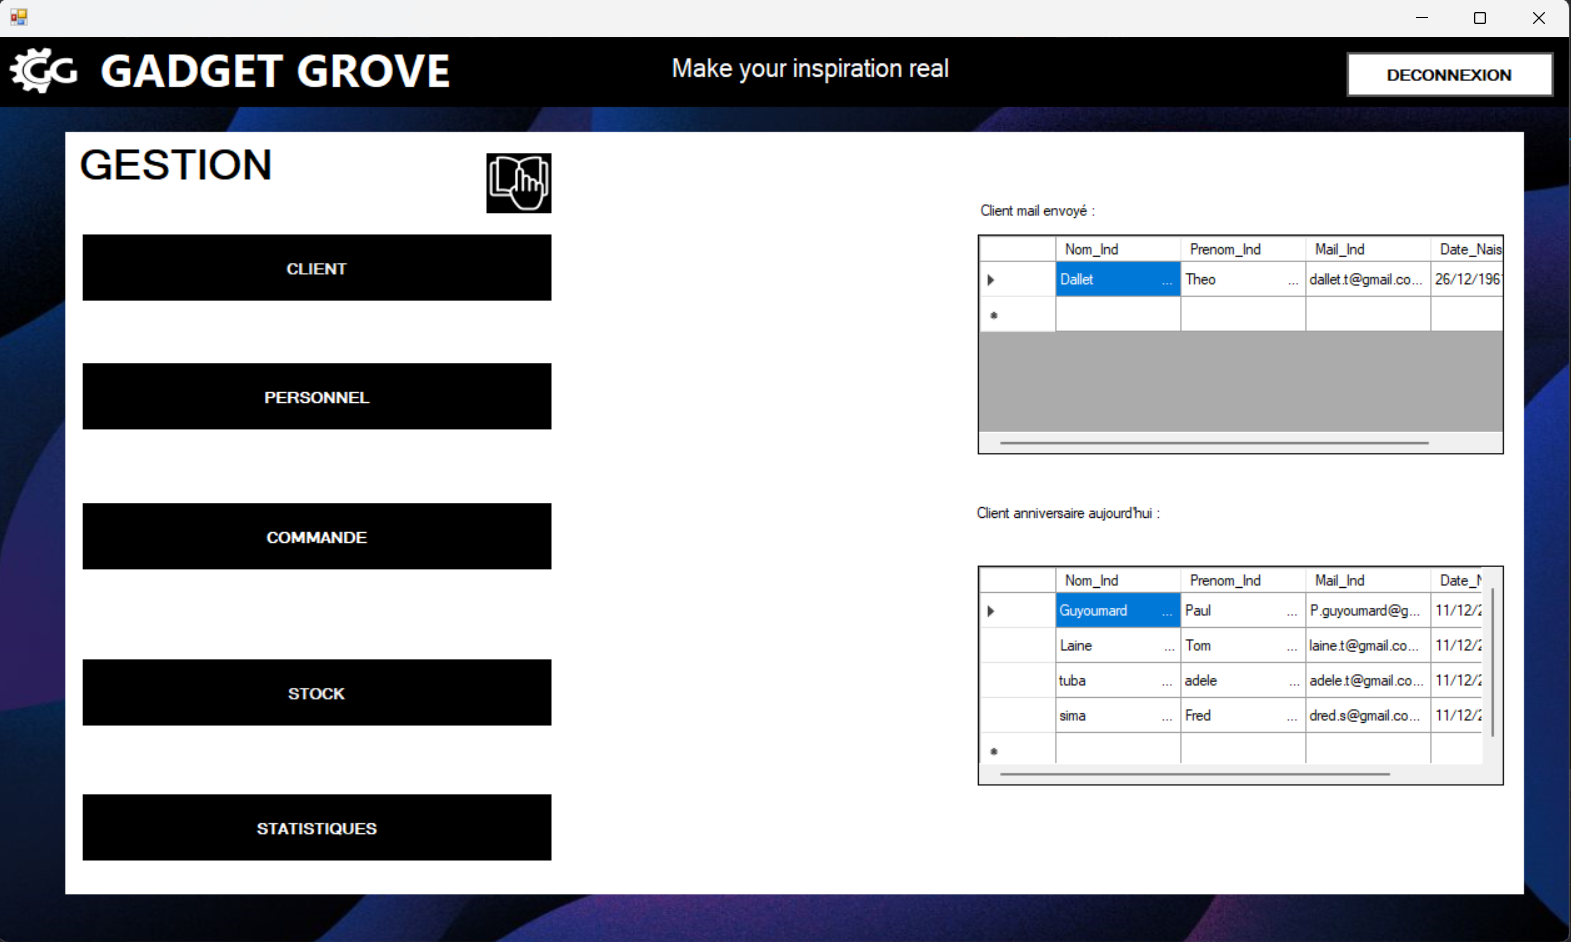 GG GADGET GROVE
Make your inspiration real
DECONNEXION
GESTION
CLIENT
PERSONNEL
COMMANDE
STOCK
STATISTIQUES
Client mail envoyé :
Nom_Ind Prenom_Ind Mail_Ind Date_Nais
Dallet ... Theo ... dallet.t@gmail.co... 26/12/196
Client anniversaire aujourd'hui :
Nom_Ind Prenom_Ind Mail_Ind Date_N
Guyoumard ... Paul ... P.guyoumard@g... 11/12/2
Laine ... Tom ... laine.t@gmail.co... 11/12/2
tuba ... adele ... adele.t@gmail.co... 11/12/2
sima ... Fred ... dred.s@gmail.co... 11/12/2